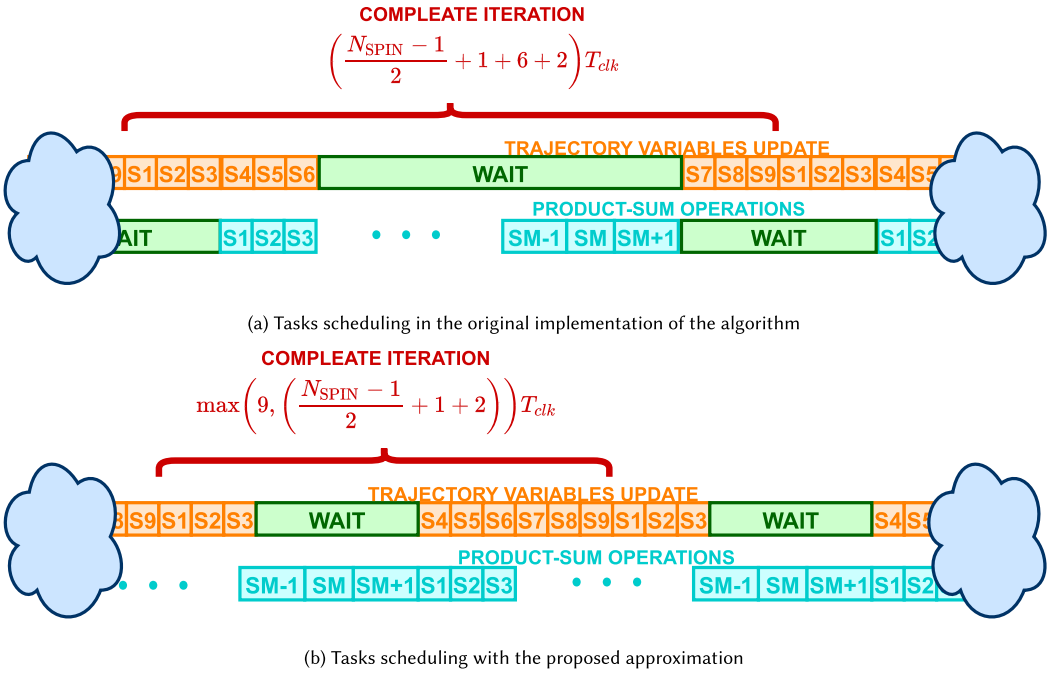 COMPLEATE ITERATION
( (N_SPIN − 1)/2 + 1 + 6 + 2 ) T_clk
TRAJECTORY VARIABLES UPDATE
9 S1 S2 S3 S4 S5 S6 WAIT S7 S8 S9 S1 S2 S3 S4 S5
PRODUCT-SUM OPERATIONS
AIT S1 S2 S3 • • • SM-1 SM SM+1 WAIT S1 S2
(a) Tasks scheduling in the original implementation of the algorithm
COMPLEATE ITERATION
max( 9, ( (N_SPIN − 1)/2 + 1 + 2 ) ) T_clk
TRAJECTORY VARIABLES UPDATE
8 S9 S1 S2 S3 WAIT S4 S5 S6 S7 S8 S9 S1 S2 S3 WAIT S4 S5
PRODUCT-SUM OPERATIONS
• • • SM-1 SM SM+1 S1 S2 S3 • • • SM-1 SM SM+1 S1 S2
(b) Tasks scheduling with the proposed approximation